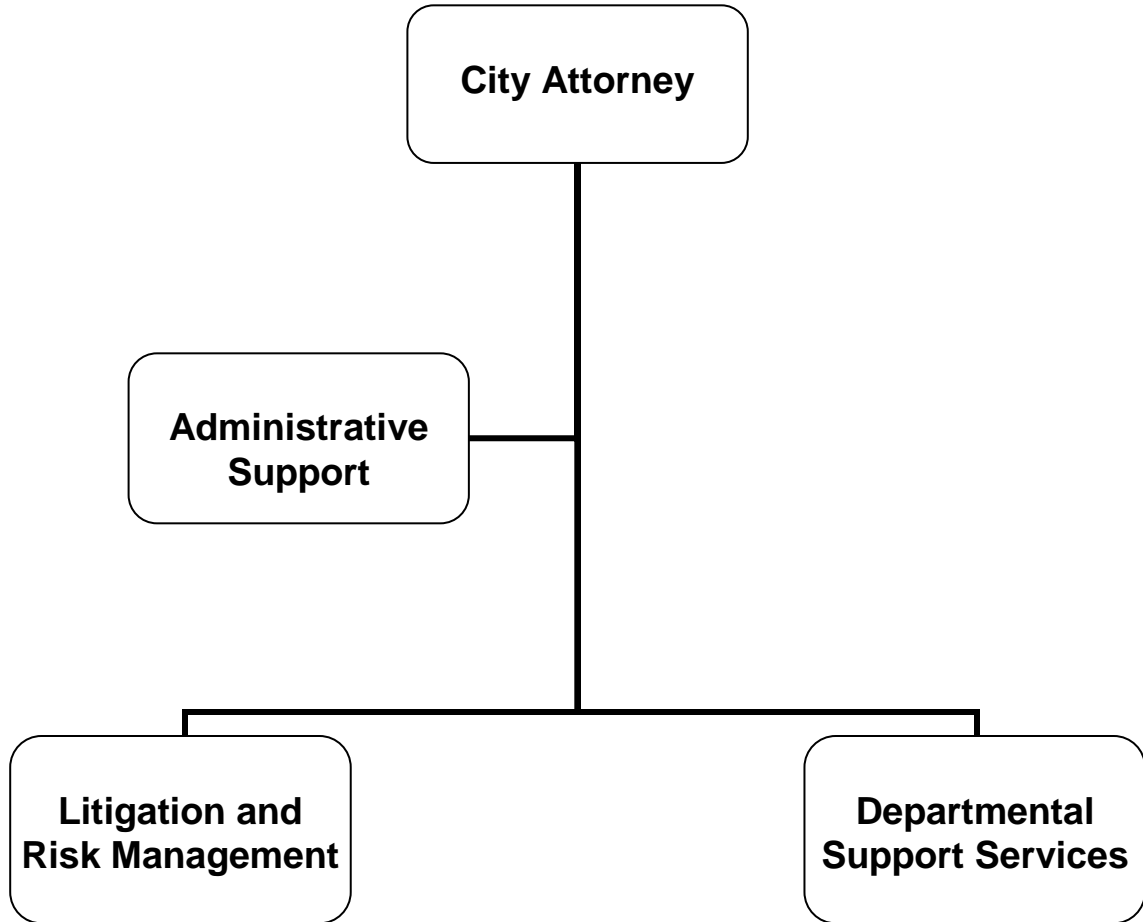 City Attorney
Administrative
Support
Litigation and
Risk Management
Departmental
Support Services